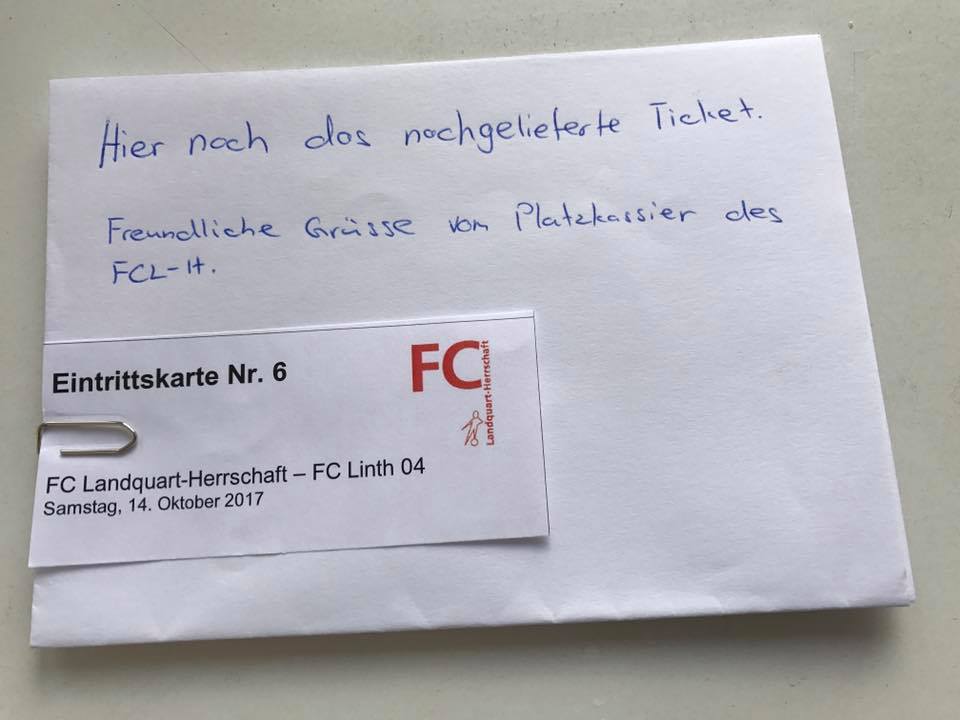 Hier noch das nachgelieferte Ticket.
Freundliche Grüsse vom Platzkassier des
FCL-H.
Eintrittskarte Nr. 6
FC
Landquart-Herrschaft
FC Landquart-Herrschaft – FC Linth 04
Samstag, 14. Oktober 2017